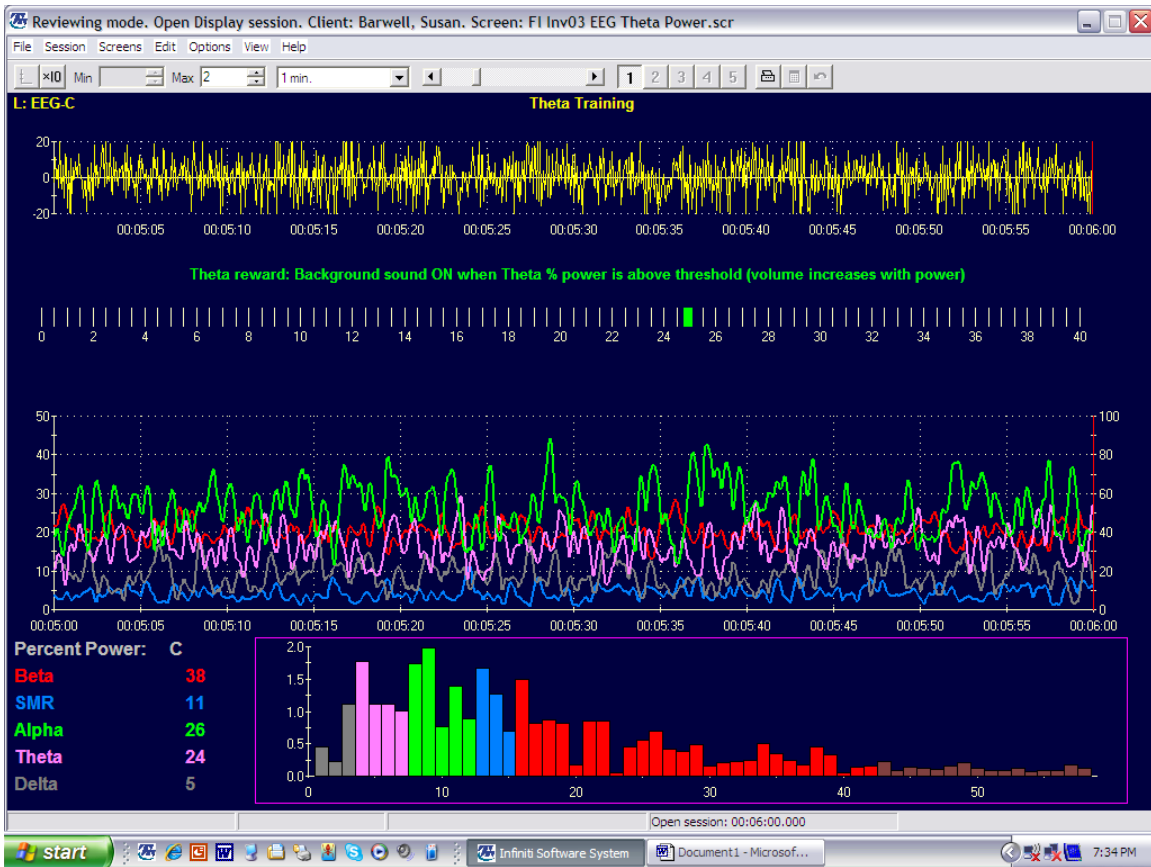 Reviewing mode. Open Display session. Client: Barwell, Susan. Screen: FI Inv03 EEG Theta Power.scr
File Session Screens Edit Options View Help
×10 Min Max 2 1 min. 1 2 3 4 5
L: EEG-C Theta Training
20
0
-20
00:05:05 00:05:10 00:05:15 00:05:20 00:05:25 00:05:30 00:05:35 00:05:40 00:05:45 00:05:50 00:05:55 00:06:00
Theta reward: Background sound ON when Theta % power is above threshold (volume increases with power)
0 2 4 6 8 10 12 14 16 18 20 22 24 26 28 30 32 34 36 38 40
50 100
40 80
30 60
20 40
10 20
0 0
00:05:00 00:05:05 00:05:10 00:05:15 00:05:20 00:05:25 00:05:30 00:05:35 00:05:40 00:05:45 00:05:50 00:05:55 00:06:00
Percent Power: C
Beta 38
SMR 11
Alpha 26
Theta 24
Delta 5
2.0
1.5
1.0
0.5
0.0
0 10 20 30 40 50
Open session: 00:06:00.000
start Infiniti Software System Document1 - Microsof... 7:34 PM